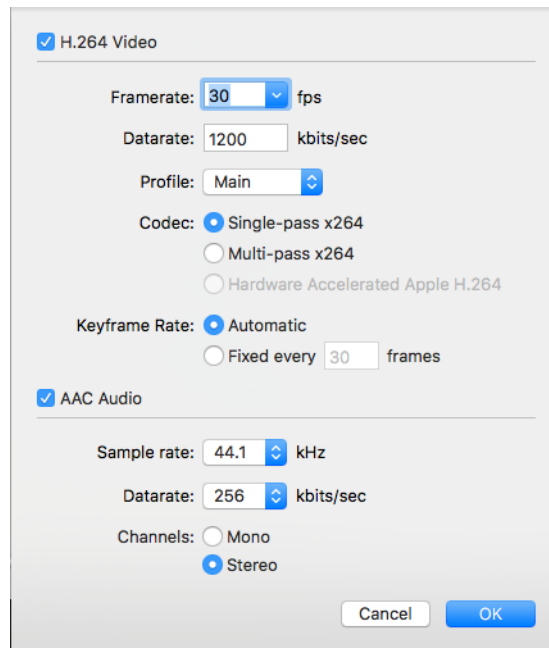 H.264 Video
Framerate: 30 fps
Datarate: 1200 kbits/sec
Profile: Main
Codec: Single-pass x264
Multi-pass x264
Hardware Accelerated Apple H.264
Keyframe Rate: Automatic
Fixed every 30 frames
AAC Audio
Sample rate: 44.1 kHz
Datarate: 256 kbits/sec
Channels: Mono
Stereo
Cancel OK